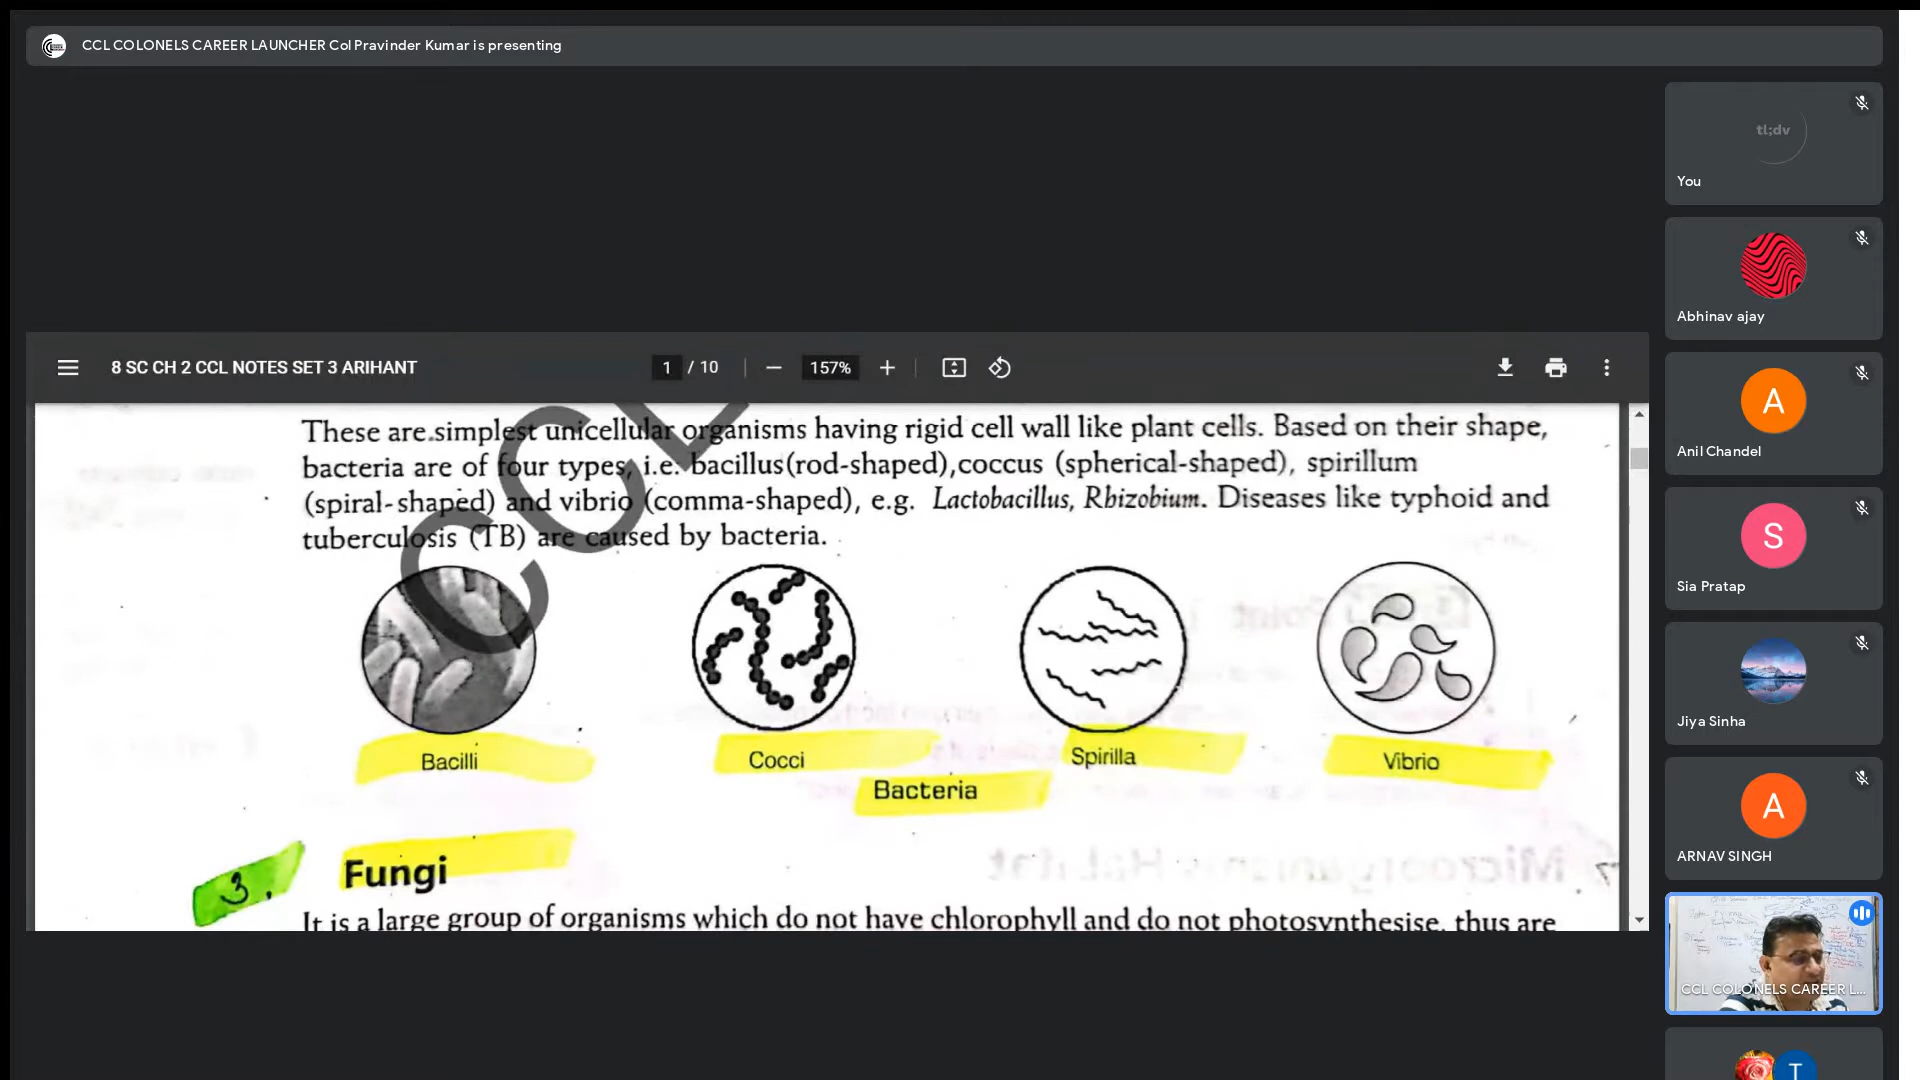 CCL COLONELS CAREER LAUNCHER Col Pravinder Kumar is presenting
8 SC CH 2 CCL NOTES SET 3 ARIHANT
1 / 10
157%
CCL
These are simplest unicellular organisms having rigid cell wall like plant cells. Based on their shape,
bacteria are of four types, i.e. bacillus(rod-shaped),coccus (spherical-shaped), spirillum
(spiral-shaped) and vibrio (comma-shaped), e.g. Lactobacillus, Rhizobium. Diseases like typhoid and
tuberculosis (TB) are caused by bacteria.
Bacilli
Cocci
Spirilla
Vibrio
Bacteria
3.
Fungi
It is a large group of organisms which do not have chlorophyll and do not photosynthesise, thus are
tl;dv
You
Abhinav ajay
A
Anil Chandel
S
Sia Pratap
Jiya Sinha
A
ARNAV SINGH
CCL COLONELS CAREER L...
T